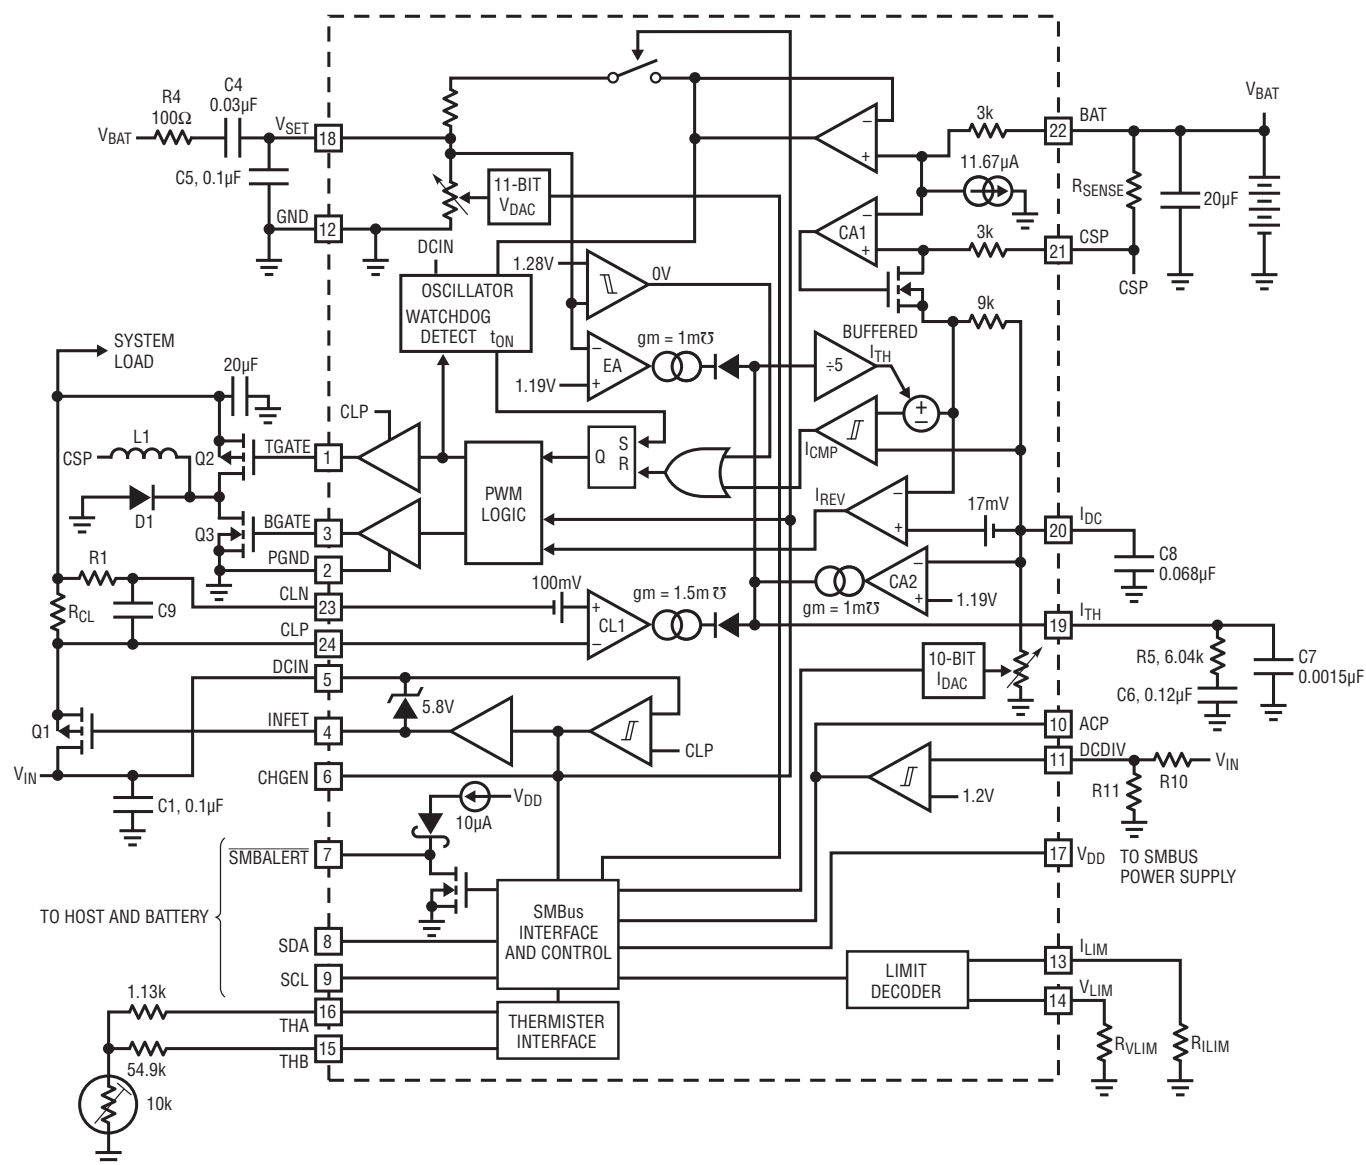 R4
100Ω
C4
0.03µF
VBAT
VSET
18
C5, 0.1µF
GND
12
11-BIT
VDAC
DCIN
OSCILLATOR
WATCHDOG
DETECT tON
1.28V
0V
EA
1.19V
gm = 1m℧
CA1
11.67µA
3k
22
BAT
VBAT
RSENSE
20µF
3k
21
CSP
CSP
9k
BUFFERED
ITH
÷5
+
–
ICMP
SYSTEM
LOAD
20µF
CLP
L1
CSP
Q2
TGATE
1
D1
Q3
BGATE
3
PGND
2
PWM
LOGIC
S
Q
R
IREV
17mV
20
IDC
C8
0.068µF
R1
RCL
C9
CLN
23
CLP
24
100mV
CL1
gm = 1.5m ℧
CA2
gm = 1m℧
1.19V
19
ITH
R5, 6.04k
C6, 0.12µF
C7
0.0015µF
DCIN
5
5.8V
Q1
INFET
4
CLP
VIN
C1, 0.1µF
CHGEN
6
10-BIT
IDAC
10
ACP
11
DCDIV
R10
VIN
R11
1.2V
10µA
VDD
SMBALERT
7
17
VDD
TO SMBUS
POWER SUPPLY
TO HOST AND BATTERY
SDA
8
SCL
9
SMBus
INTERFACE
AND CONTROL
LIMIT
DECODER
13
ILIM
14
VLIM
RVLIM
RILIM
1.13k
THA
16
THB
15
54.9k
10k
THERMISTER
INTERFACE